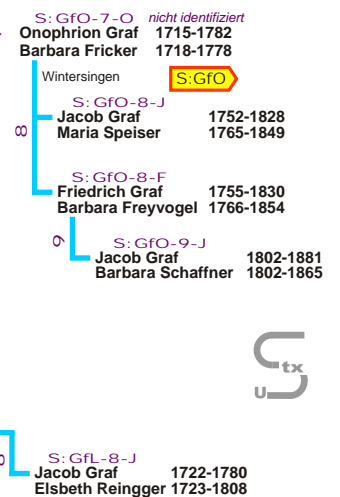 S:GfO-7-O nicht identifiziert
Onophrion Graf 1715-1782
Barbara Fricker 1718-1778
Wintersingen S:GfO
8
S:GfO-8-J
Jacob Graf 1752-1828
Maria Speiser 1765-1849
S:GfO-8-F
Friedrich Graf 1755-1830
Barbara Freyvogel 1766-1854
9
S:GfO-9-J
Jacob Graf 1802-1881
Barbara Schaffner 1802-1865
S tx
U
S:GfL-8-J
Jacob Graf 1722-1780
Elsbeth Reingger 1723-1808